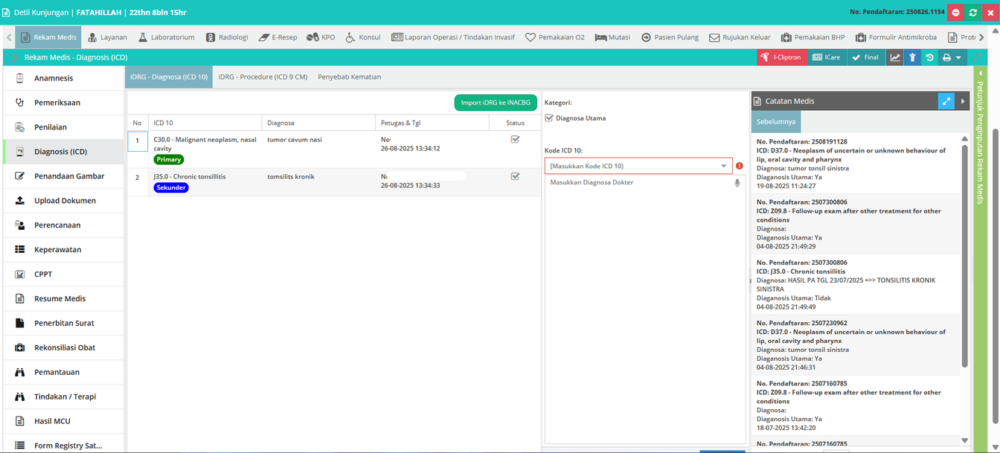 Detil Kunjungan | FATAHILLAH | 22thn 8bln 15hr
No. Pendaftaran: 250826.1154
Rekam Medis
Layanan
Laboratorium
Radiologi
E-Resep
KPO
Konsul
Laporan Operasi / Tindakan Invasif
Pemakaian O2
Mutasi
Pasien Pulang
Rujukan Keluar
Pemakaian BHP
Formulir Antimikroba
Rekam Medis - Diagnosis (ICD)
I-Clipron
ICare
Final
Anamnesis
Pemeriksaan
Penilaian
Diagnosis (ICD)
Penandaan Gambar
Upload Dokumen
Perencanaan
Keperawatan
CPPT
Resume Medis
Penerbitan Surat
Rekonsiliasi Obat
Pemantauan
Tindakan / Terapi
Hasil MCU
Form Registry Sat...
iDRG - Diagnosa (ICD 10)
iDRG - Procedure (ICD 9 CM)
Penyebab Kematian
Import iDRG ke INACBG
No
ICD 10
Diagnosa
Petugas & Tgl
Status
1
C30.0 - Malignant neoplasm, nasal
cavity
Primary
tumor cavum nasi
26-08-2025 13:34:12
2
J35.0 - Chronic tonsillitis
Sekunder
tomsilits kronik
26-08-2025 13:34:33
Kategori:
Diagnosa Utama
Kode ICD 10:
[Masukkan Kode ICD 10]
Masukkan Diagnosa Dokter
Catatan Medis
Sebelumnya
No. Pendaftaran: 2508191128
ICD: D37.0 - Neoplasm of uncertain or unknown behaviour of
lip, oral cavity and pharynx
Diagnosa: tumor tonsil sinistra
Diaganosis Utama: Ya
19-08-2025 11:24:27
No. Pendaftaran: 2507300806
ICD: Z09.8 - Follow-up exam after other treatment for other
conditions
Diagnosa:
Diaganosis Utama: Ya
04-08-2025 21:49:29
No. Pendaftaran: 2507300806
ICD: J35.0 - Chronic tonsillitis
Diagnosa: HASIL PA TGL 23/07/2025 =>> TONSILITIS KRONIK
SINISTRA
Diaganosis Utama: Tidak
04-08-2025 21:49:49
No. Pendaftaran: 2507230962
ICD: D37.0 - Neoplasm of uncertain or unknown behaviour of
lip, oral cavity and pharynx
Diagnosa: tumor tonsil sinistra
Diaganosis Utama: Ya
04-08-2025 21:46:31
No. Pendaftaran: 2507160785
ICD: Z09.8 - Follow-up exam after other treatment for other
conditions
Diagnosa:
Diaganosis Utama: Ya
18-07-2025 13:42:20
No. Pendaftaran: 2507160785
Petunjuk Penginputan Rekam Medis